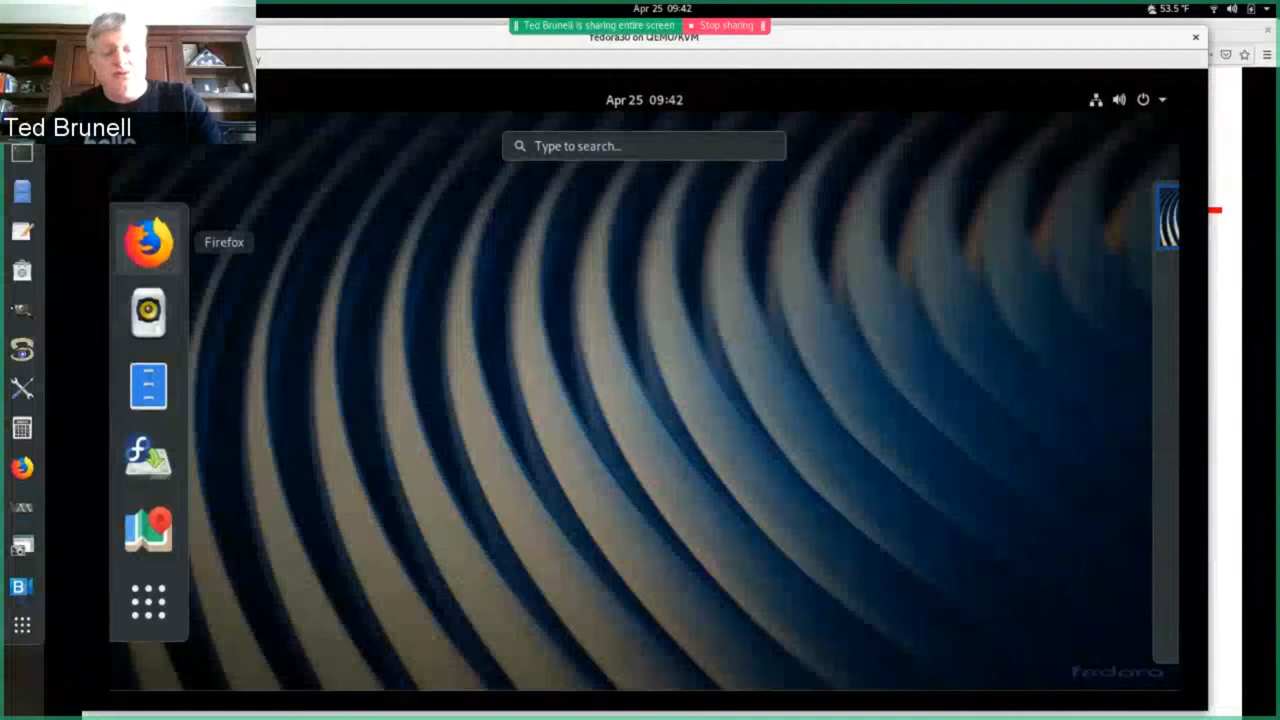 Apr 25 09:42
53.5 °F
Ted Brunell is sharing entire screen
Stop sharing
fedora30 on QEMU/KVM
Apr 25 09:42
Ted Brunell
hello
Type to search...
Firefox
fedora